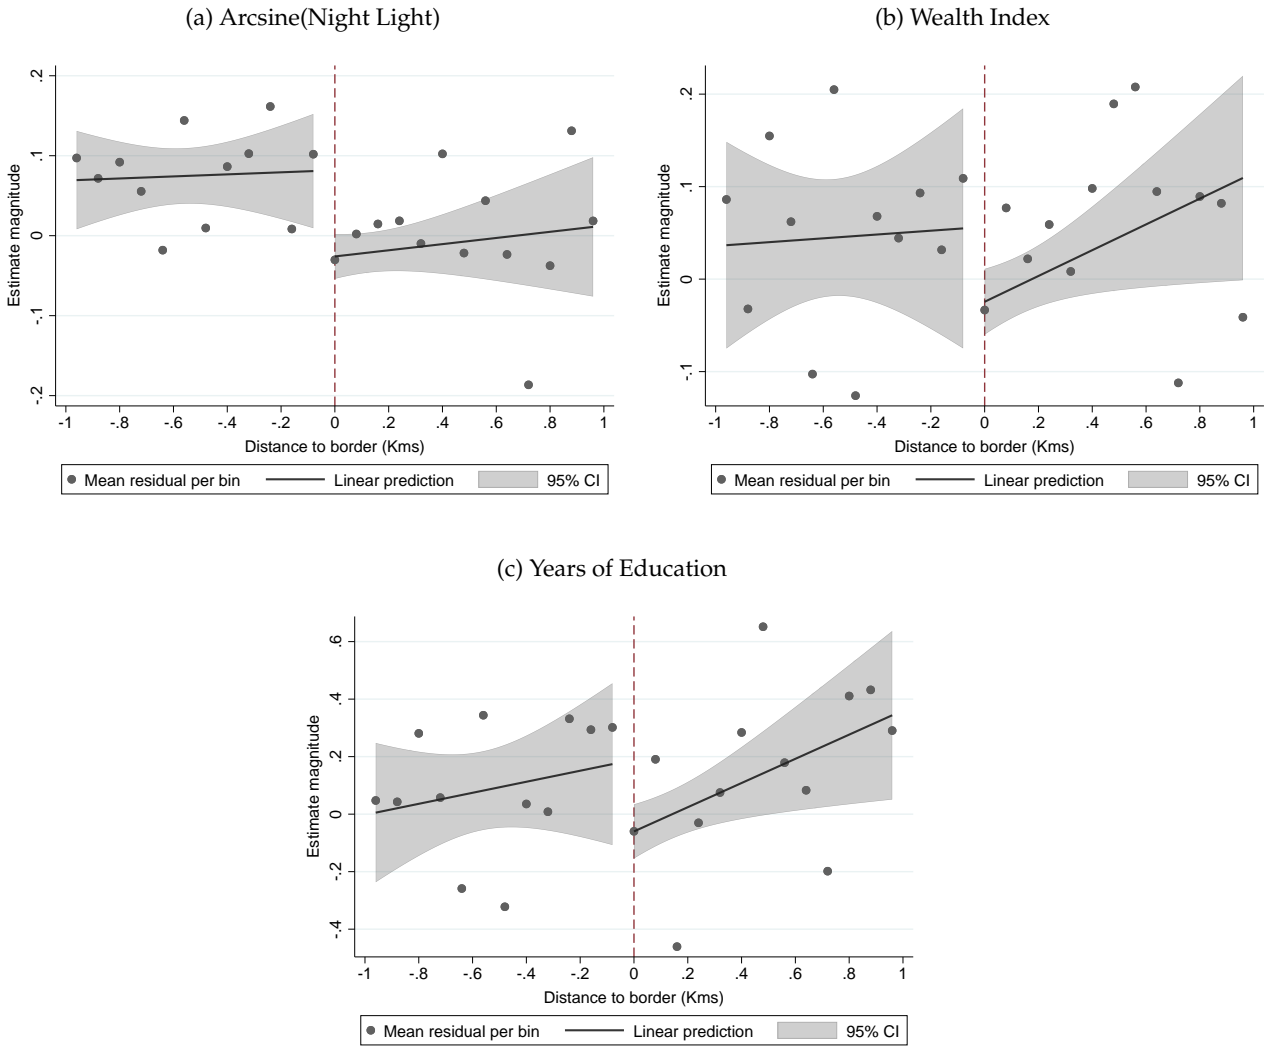 (a) Arcsine(Night Light)
Estimate magnitude
.2
.1
0
-.1
-.2
-1 -.8 -.6 -.4 -.2 0 .2 .4 .6 .8 1
Distance to border (Kms)
Mean residual per bin Linear prediction 95% CI
(b) Wealth Index
Estimate magnitude
.2
.1
0
-.1
-1 -.8 -.6 -.4 -.2 0 .2 .4 .6 .8 1
Distance to border (Kms)
Mean residual per bin Linear prediction 95% CI
(c) Years of Education
Estimate magnitude
.6
.4
.2
0
-.2
-.4
-1 -.8 -.6 -.4 -.2 0 .2 .4 .6 .8 1
Distance to border (Kms)
Mean residual per bin Linear prediction 95% CI